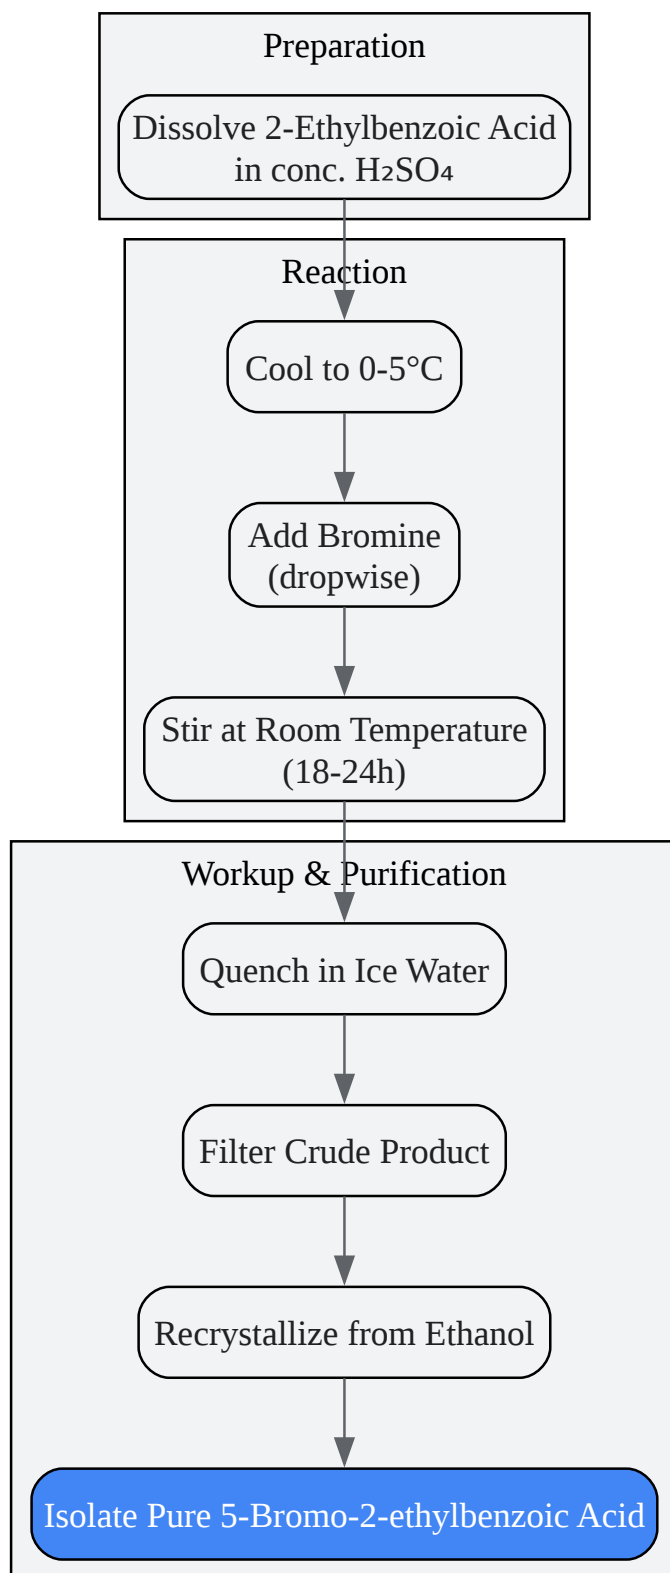 Preparation
Dissolve 2-Ethylbenzoic Acid
in conc. H₂SO₄
Reaction
Cool to 0-5°C
Add Bromine
(dropwise)
Stir at Room Temperature
(18-24h)
Workup & Purification
Quench in Ice Water
Filter Crude Product
Recrystallize from Ethanol
Isolate Pure 5-Bromo-2-ethylbenzoic Acid